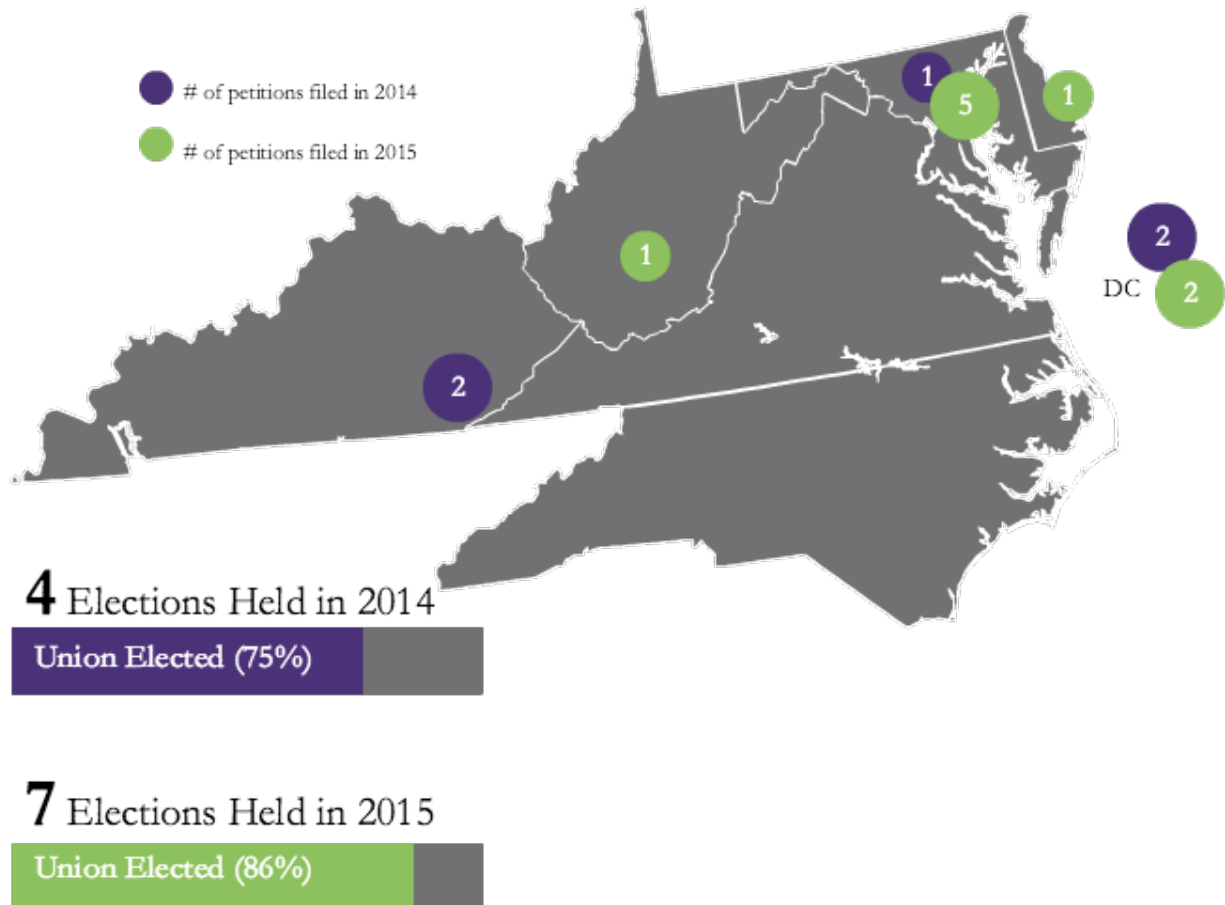 # of petitions filed in 2014
# of petitions filed in 2015
1
5
1
1
2
DC
2
2
4 Elections Held in 2014
Union Elected (75%)
7 Elections Held in 2015
Union Elected (86%)